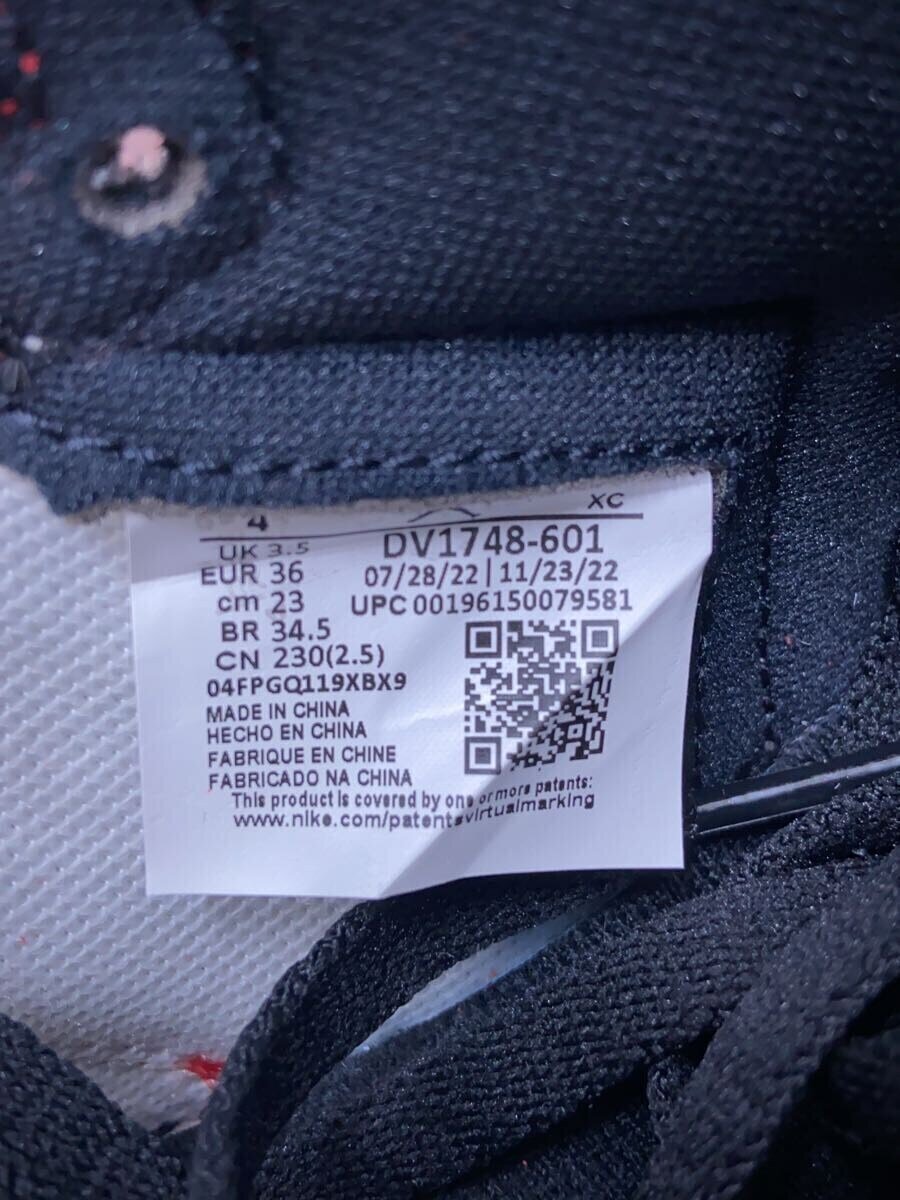 4 XC
UK 3.5 DV1748-601
EUR 36 07/28/22 | 11/23/22
cm 23 UPC 00196150079581
BR 34.5
CN 230(2.5)
04FPGQ119XBX9
MADE IN CHINA
HECHO EN CHINA
FABRIQUE EN CHINE
FABRICADO NA CHINA
This product is covered by one or more patents:
www.nike.com/patentsvirtualmarking